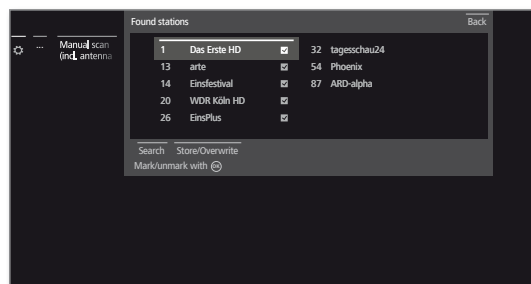 Found stations
Back
...
Manual scan
(incl. antenna
1 Das Erste HD
13 arte
14 Einsfestival
20 WDR Köln HD
26 EinsPlus
32 tagesschau24
54 Phoenix
87 ARD-alpha
Search Store/Overwrite
Mark/unmark with OK